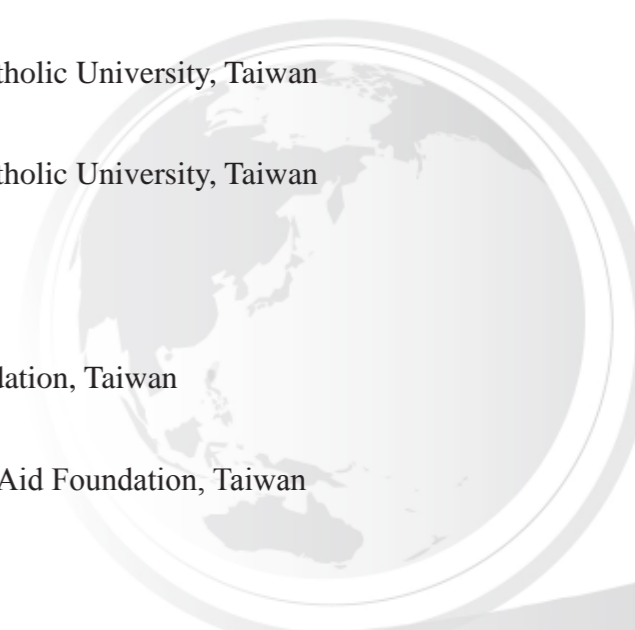 tholic University, Taiwan
tholic University, Taiwan
dation, Taiwan
Aid Foundation, Taiwan